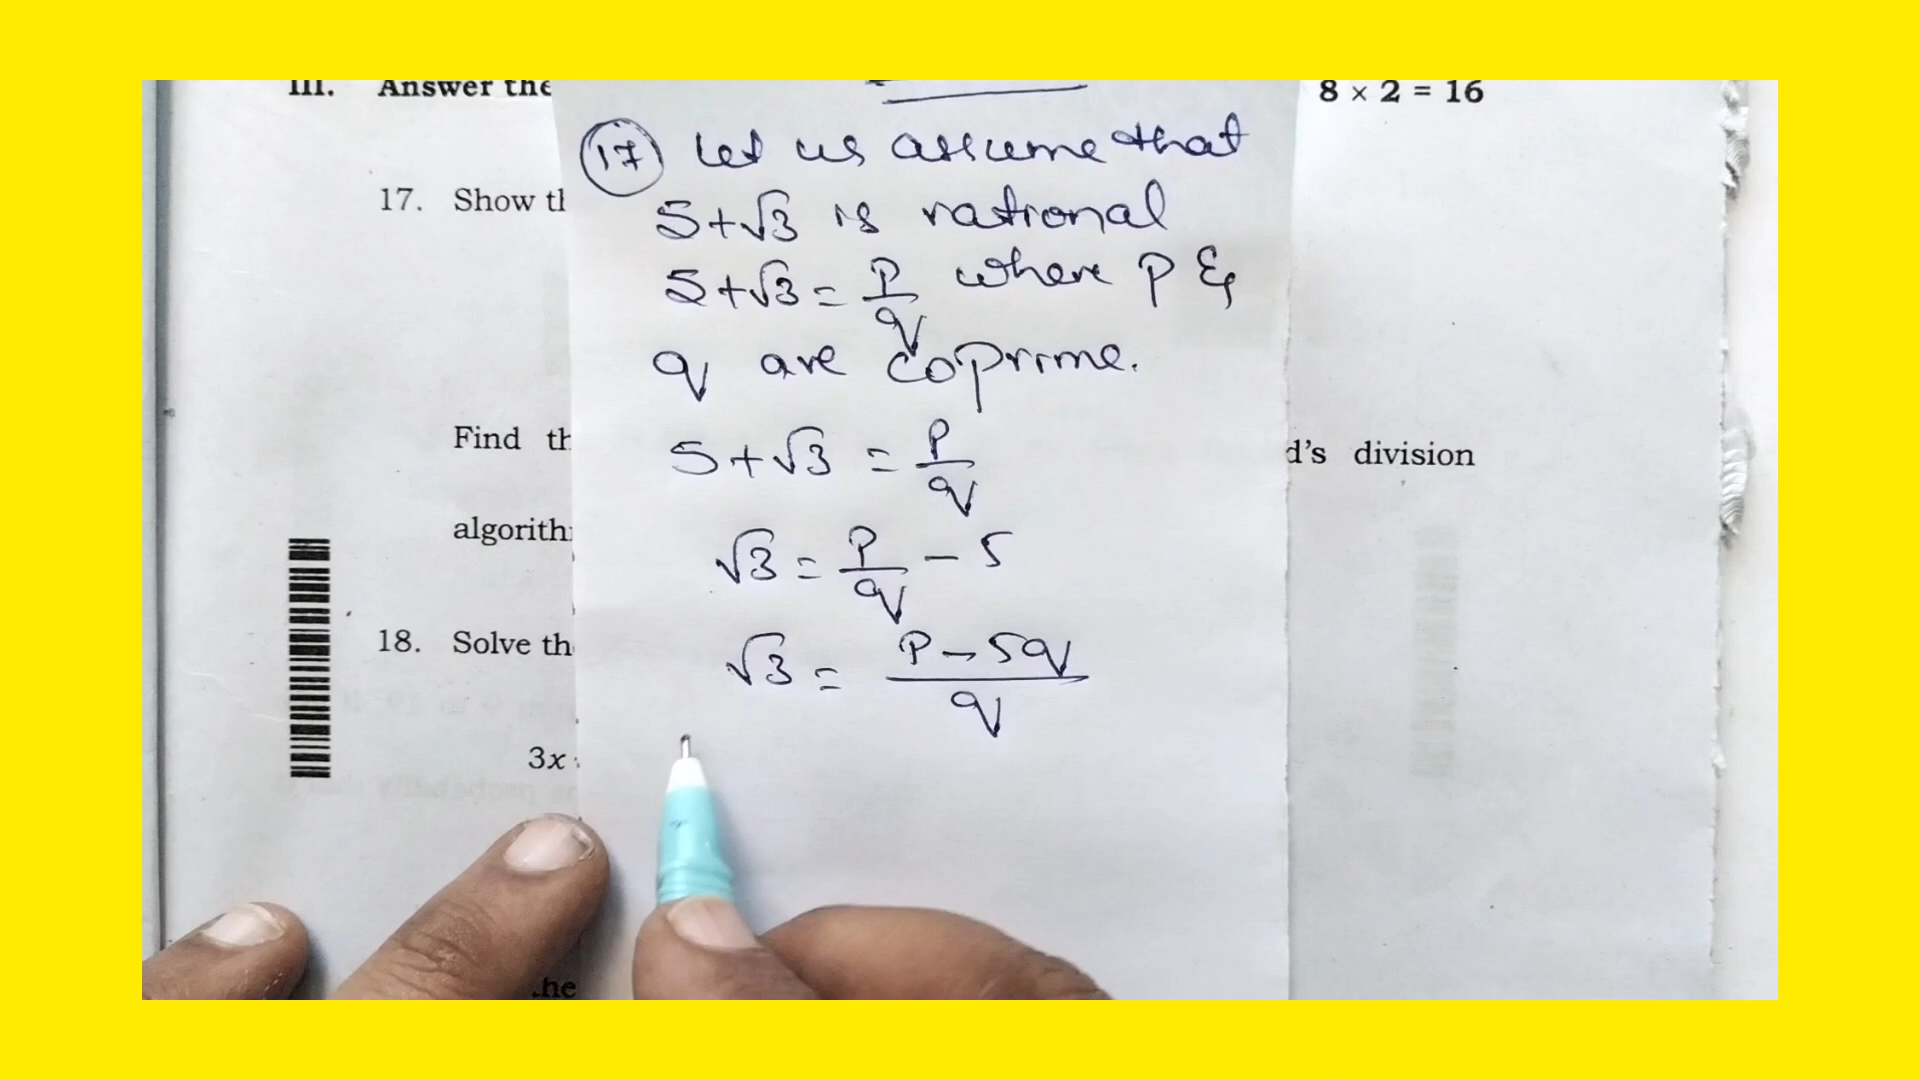 III. Answer the
8 × 2 = 16
17. Show th
(17) Let us assume that
5+√3 is rational
5+√3 = p/q where p &
q are coprime.
Find th
d's division
5+√3 = p/q
algorith
√3 = p/q - 5
18. Solve th
√3 = p-5q/q
3x
he